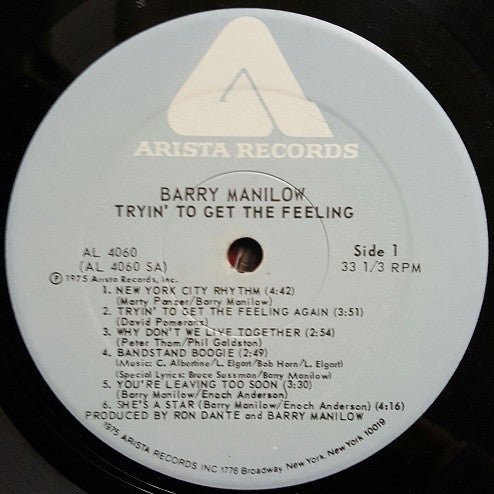 ARISTA RECORDS
BARRY MANILOW
TRYIN' TO GET THE FEELING
AL 4060
(AL 4060 SA)
Ⓟ 1975 Arista Records, Inc.
Side 1
33 1/3 RPM
1. NEW YORK CITY RHYTHM (4:42)
(Marty Panzer/Barry Manilow)
2. TRYIN' TO GET THE FEELING AGAIN (3:51)
(David Pomeranz)
3. WHY DON'T WE LIVE TOGETHER (2:54)
(Peter Thom/Phil Galdston)
4. BANDSTAND BOOGIE (2:49)
(Music: C. Albertine/L. Elgart/Bob Horn/L. Elgart)
(Special Lyrics: Bruce Sussman/Barry Manilow)
5. YOU'RE LEAVING TOO SOON (3:30)
(Barry Manilow/Enoch Anderson)
6. SHE'S A STAR (Barry Manilow/Enoch Anderson) (4:16)
PRODUCED BY RON DANTE and BARRY MANILOW
1975 ARISTA RECORDS INC. 1776 Broadway, New York, New York 10019